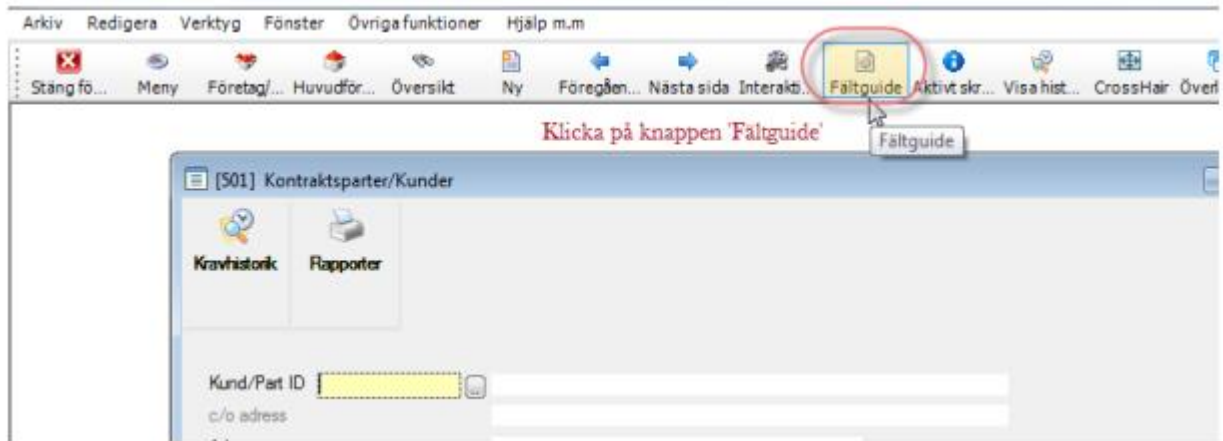 Arkiv Redigera Verktyg Fönster Övriga funktioner Hjälp m.m
Stäng fö... Meny Företag/... Huvudför... Översikt Ny Föregåen... Nästa sida Interakti... Fältguide Aktivt skr... Visa hist... CrossHair Över
Klicka på knappen 'Fältguide'
Fältguide
[501] Kontraktsparter/Kunder
Kravhistorik Rapporter
Kund/Part ID
c/o adress